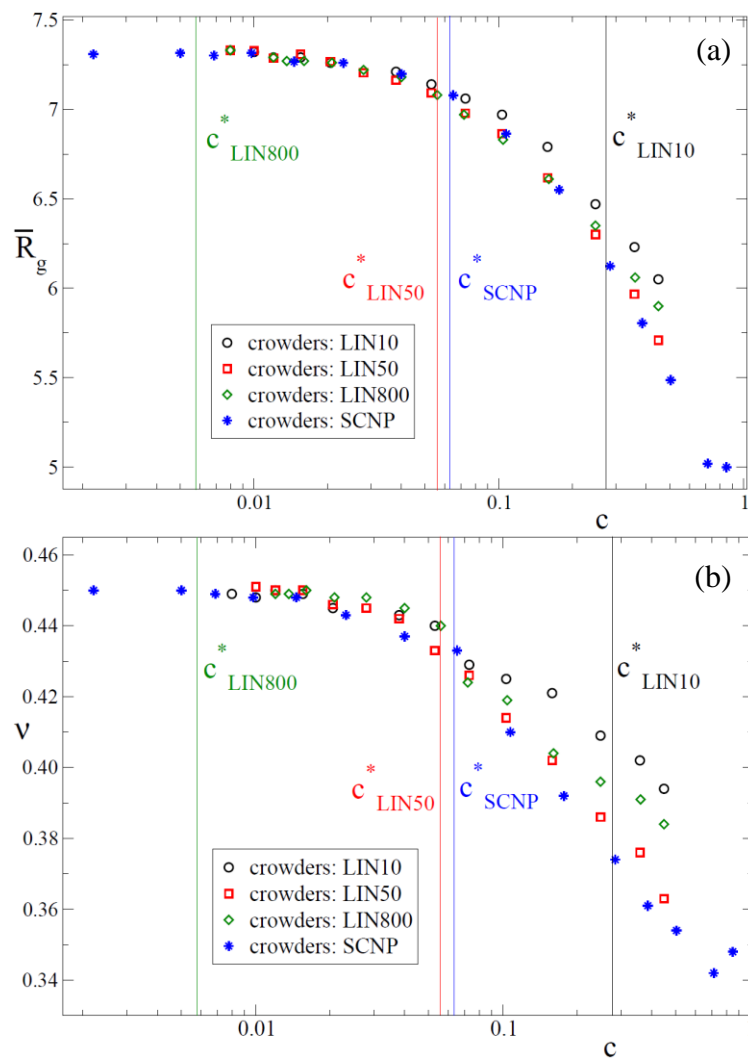 7.5
(a)
7
c*LIN800
c*LIN10
6.5
R̄g
c*LIN50
c*SCNP
6
crowders: LIN10
crowders: LIN50
crowders: LIN800
crowders: SCNP
5.5
5
0.01
0.1
1
c
0.46
(b)
0.44
c*LIN800
c*LIN10
0.42
ν
0.40
c*LIN50
c*SCNP
0.38
crowders: LIN10
crowders: LIN50
crowders: LIN800
crowders: SCNP
0.36
0.34
0.01
0.1
c